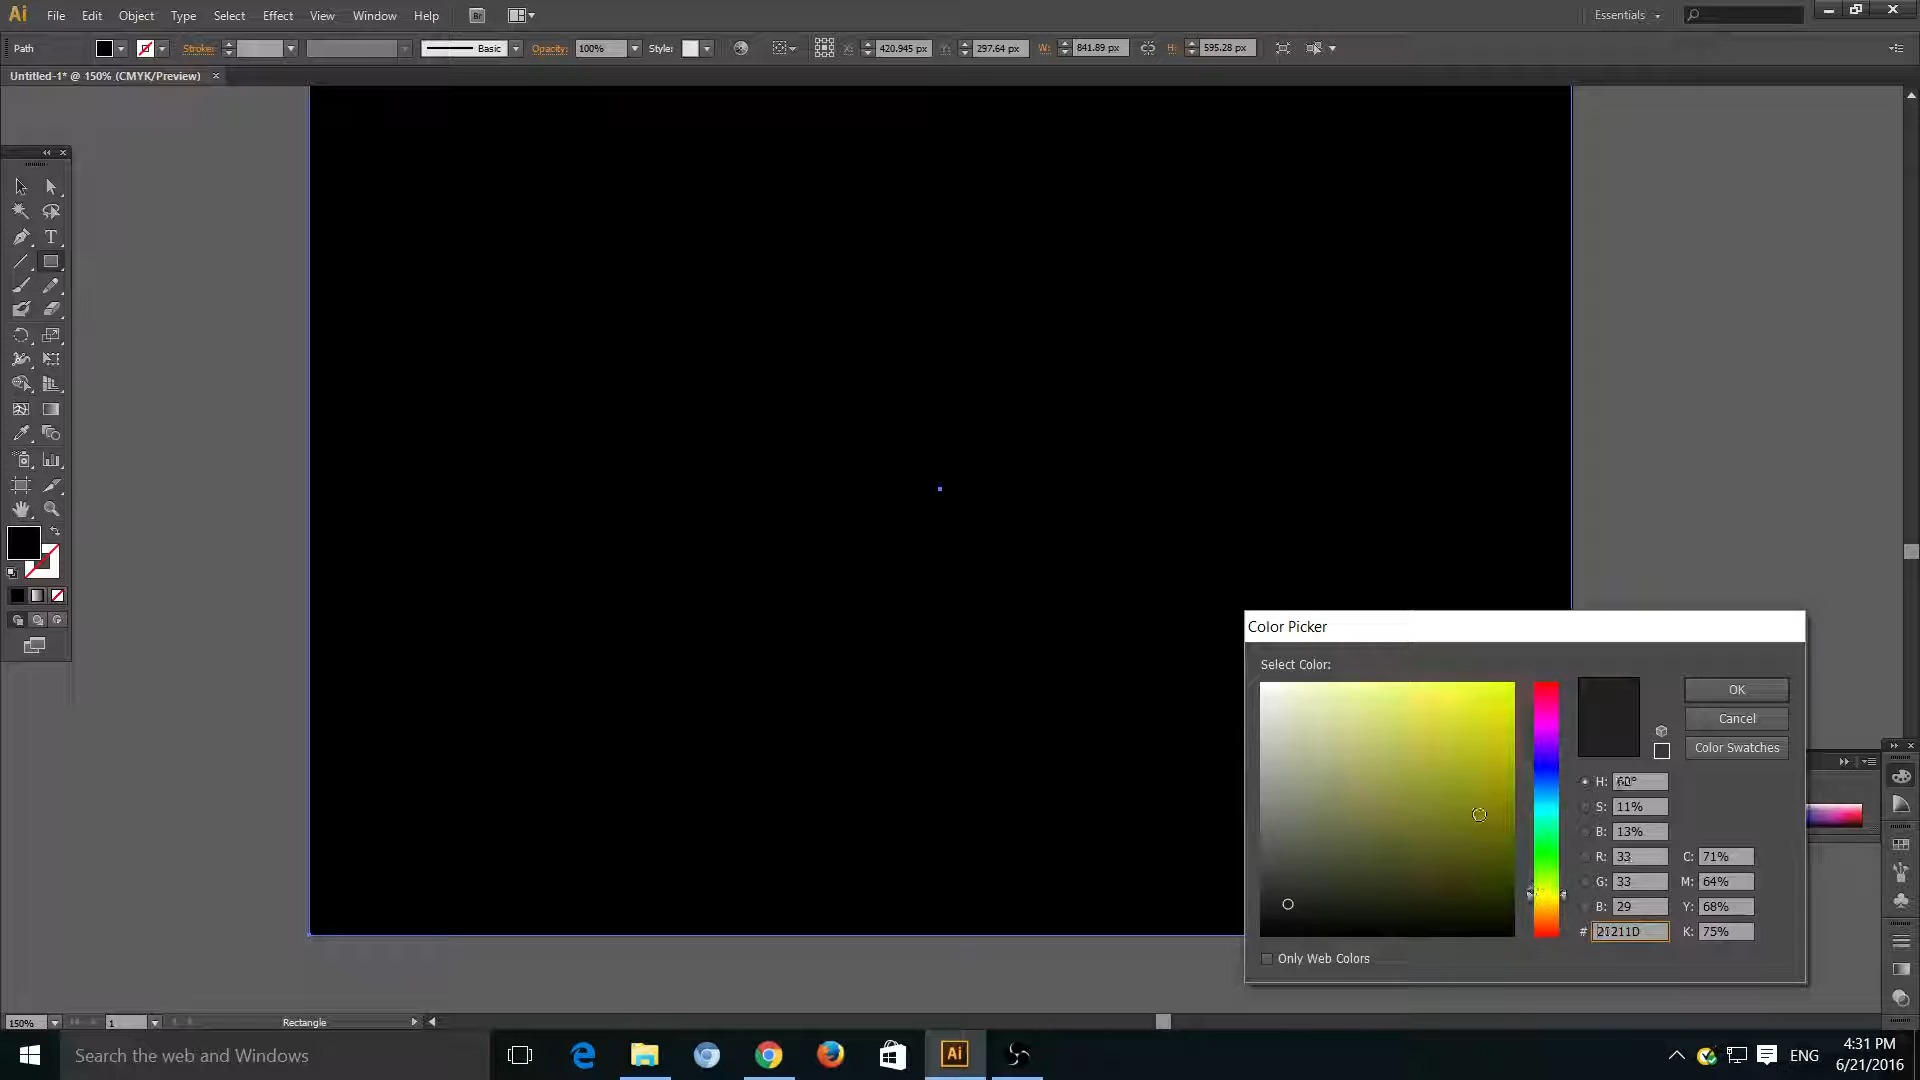 Ai File Edit Object Type Select Effect View Window Help Br Essentials
Path Stroke: Basic Opacity: 100% Style: X: 420.945 px Y: 297.64 px W: 841.89 px H: 595.28 px
Untitled-1* @ 150% (CMYK/Preview) ×
T
Color Picker
Select Color:
OK
Cancel
Color Swatches
H: 60°
S: 11%
B: 13%
R: 33 C: 71%
G: 33 M: 64%
B: 29 Y: 68%
# 21211D K: 75%
Only Web Colors
150% 1 Rectangle
Search the web and Windows
Ai
ENG
4:31 PM
6/21/2016